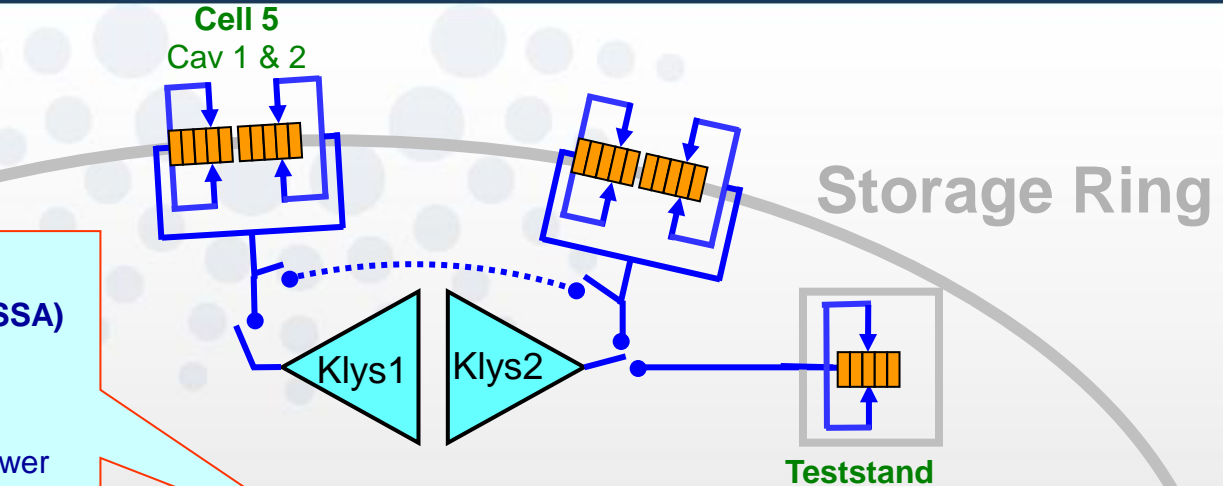 Cell 5
Cav 1 & 2
Storage Ring
SSA)
Klys1
Klys2
wer
Teststand